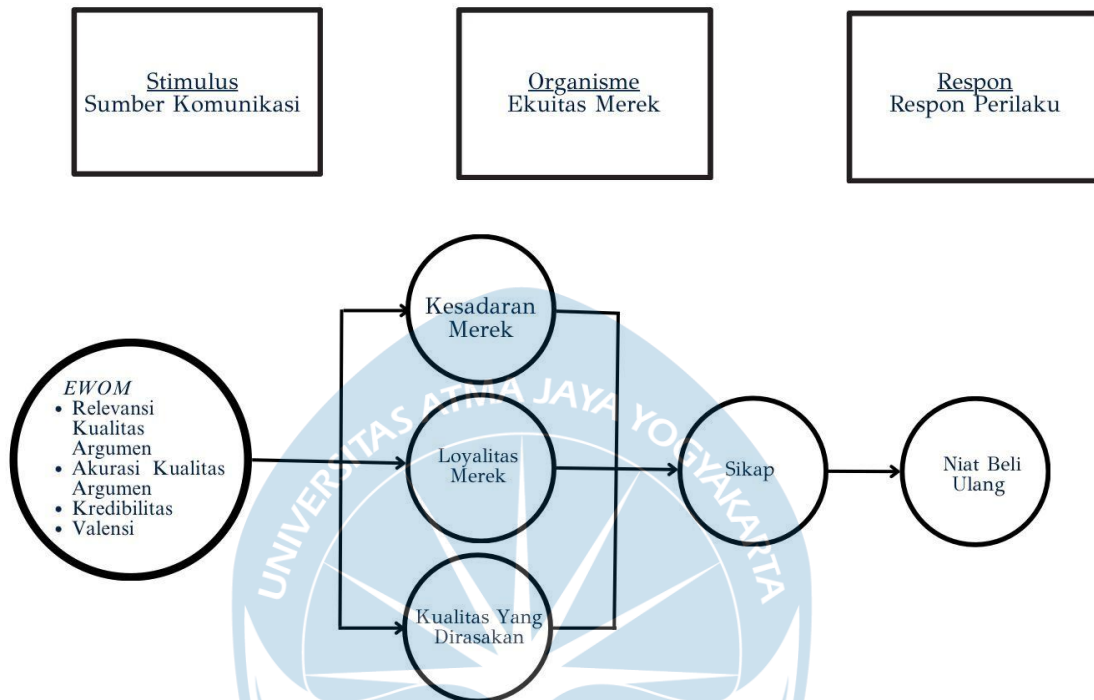 Stimulus
Sumber Komunikasi
Organisme
Ekuitas Merek
Respon
Respon Perilaku
Kesadaran
Merek
EWOM
• Relevansi
Kualitas
Argumen
• Akurasi Kualitas
Argumen
• Kredibilitas
• Valensi
Loyalitas
Merek
Sikap
Niat Beli
Ulang
Kualitas Yang
Dirasakan
UNIVERSITAS ATMA JAYA YOGYAKARTA